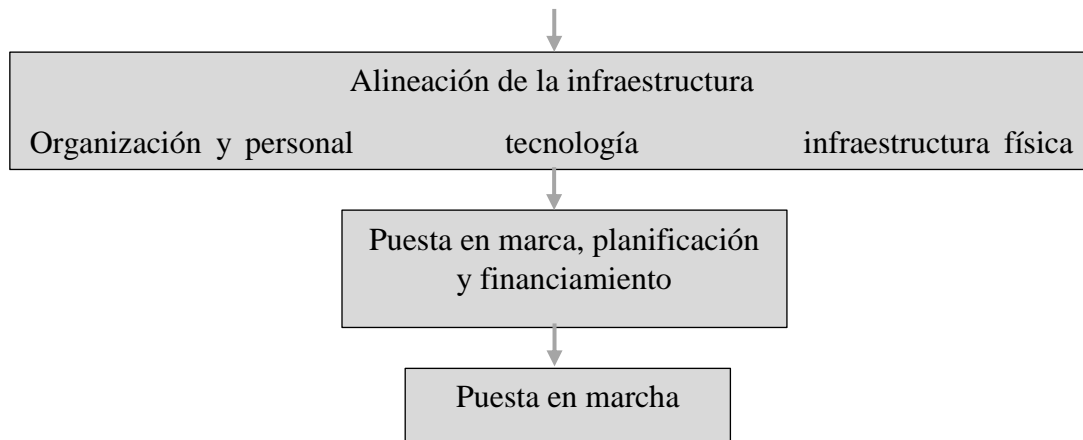 Alineación de la infraestructura
Organización y personal tecnología infraestructura física
Puesta en marca, planificación
y financiamiento
Puesta en marcha